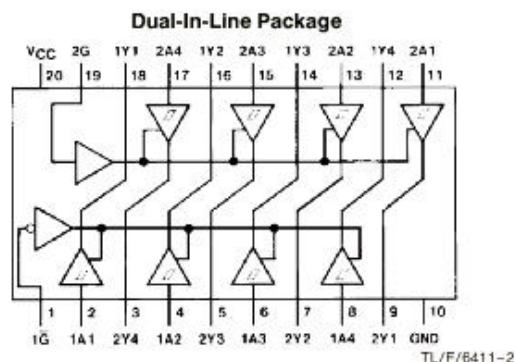 Dual-In-Line Package
VCC 2G 1Y1 2A4 1Y2 2A3 1Y3 2A2 1Y4 2A1
20 19 18 17 16 15 14 13 12 11
1 2 3 4 5 6 7 8 9 10
1G̅ 1A1 2Y4 1A2 2Y3 1A3 2Y2 1A4 2Y1 GND
TL/F/6411-2